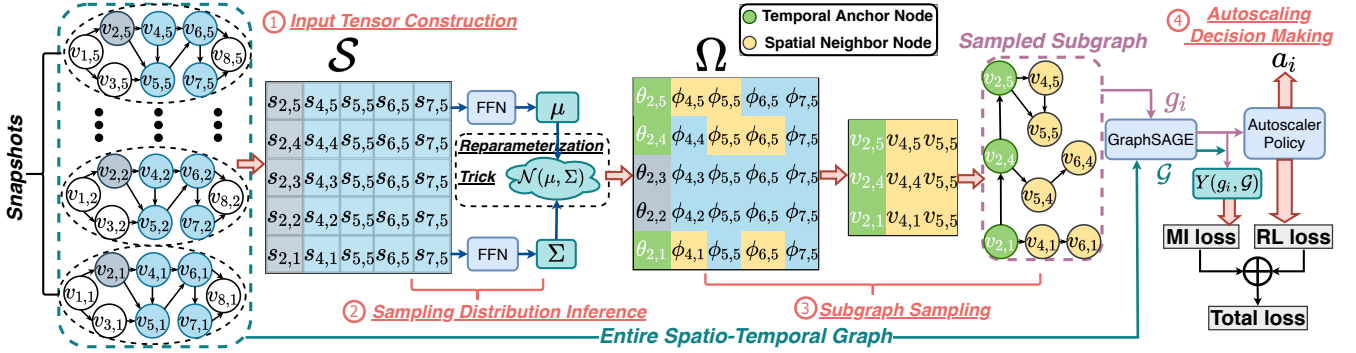 Snapshots
v2,5 v4,5 v6,5
v1,5 v8,5
v3,5 v5,5 v7,5
v2,2 v4,2 v6,2
v1,2 v8,2
v3,2 v5,2 v7,2
v2,1 v4,1 v6,1
v1,1 v8,1
v3,1 v5,1 v7,1
1 Input Tensor Construction
S
s2,5 s4,5 s5,5 s6,5 s7,5
s2,4 s4,4 s5,5 s6,5 s7,5
s2,3 s4,3 s5,5 s6,5 s7,5
s2,2 s4,2 s5,5 s6,5 s7,5
s2,1 s4,1 s5,5 s6,5 s7,5
FFN μ
Reparameterization
Trick N(μ, Σ)
FFN Σ
2 Sampling Distribution Inference
Temporal Anchor Node
Spatial Neighbor Node
Ω
θ2,5 ϕ4,5 ϕ5,5 ϕ6,5 ϕ7,5
θ2,4 ϕ4,4 ϕ5,5 ϕ6,5 ϕ7,5
θ2,3 ϕ4,3 ϕ5,5 ϕ6,5 ϕ7,5
θ2,2 ϕ4,2 ϕ5,5 ϕ6,5 ϕ7,5
θ2,1 ϕ4,1 ϕ5,5 ϕ6,5 ϕ7,5
v2,5 v4,5 v5,5
v2,4 v4,4 v5,5
v2,1 v4,1 v5,5
3 Subgraph Sampling
Sampled Subgraph
v2,5 v4,5
v5,5
v2,4 v6,4
v5,4
v2,1 v4,1 v6,1
Entire Spatio-Temporal Graph
gi
GraphSAGE
G
4 Autoscaling
Decision Making
ai
Autoscaler
Policy
Y(gi, G)
MI loss RL loss
Total loss